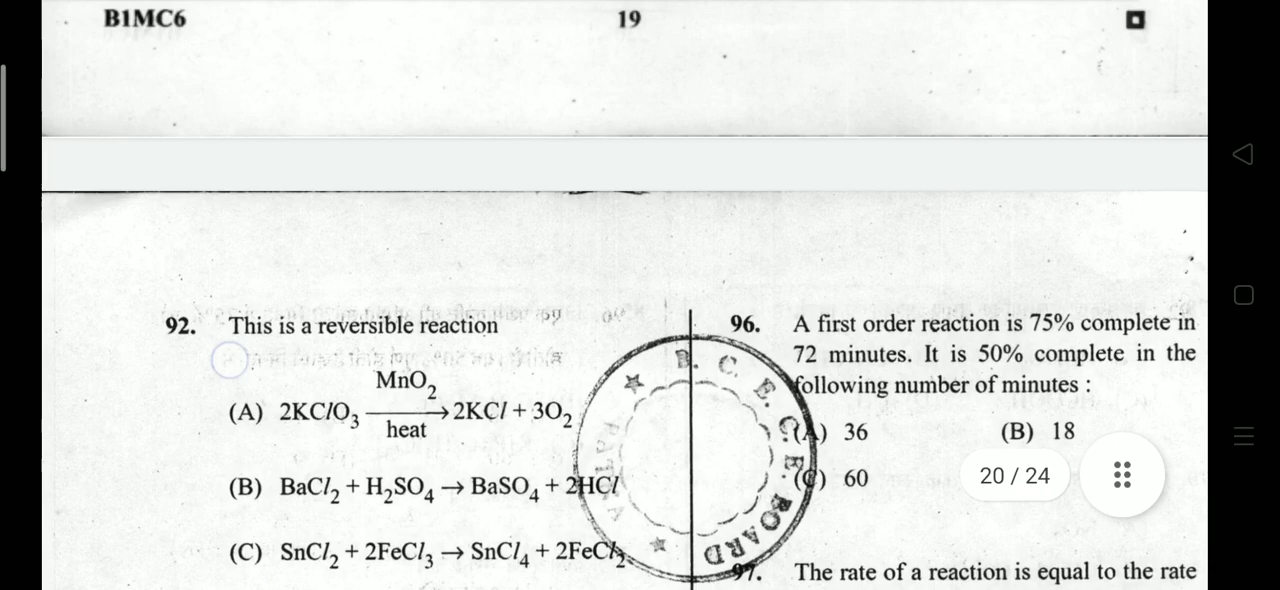 B1MC6
19
92. This is a reversible reaction
MnO₂
(A) 2KClO₃ ⟶ 2KCl + 3O₂
heat
(B) BaCl₂ + H₂SO₄ → BaSO₄ + 2HCl
(C) SnCl₂ + 2FeCl₃ → SnCl₄ + 2FeCl₂
96. A first order reaction is 75% complete in
72 minutes. It is 50% complete in the
following number of minutes :
(A) 36 (B) 18
(C) 60
97. The rate of a reaction is equal to the rate
20 / 24
B. C. E. C. E. BOARD